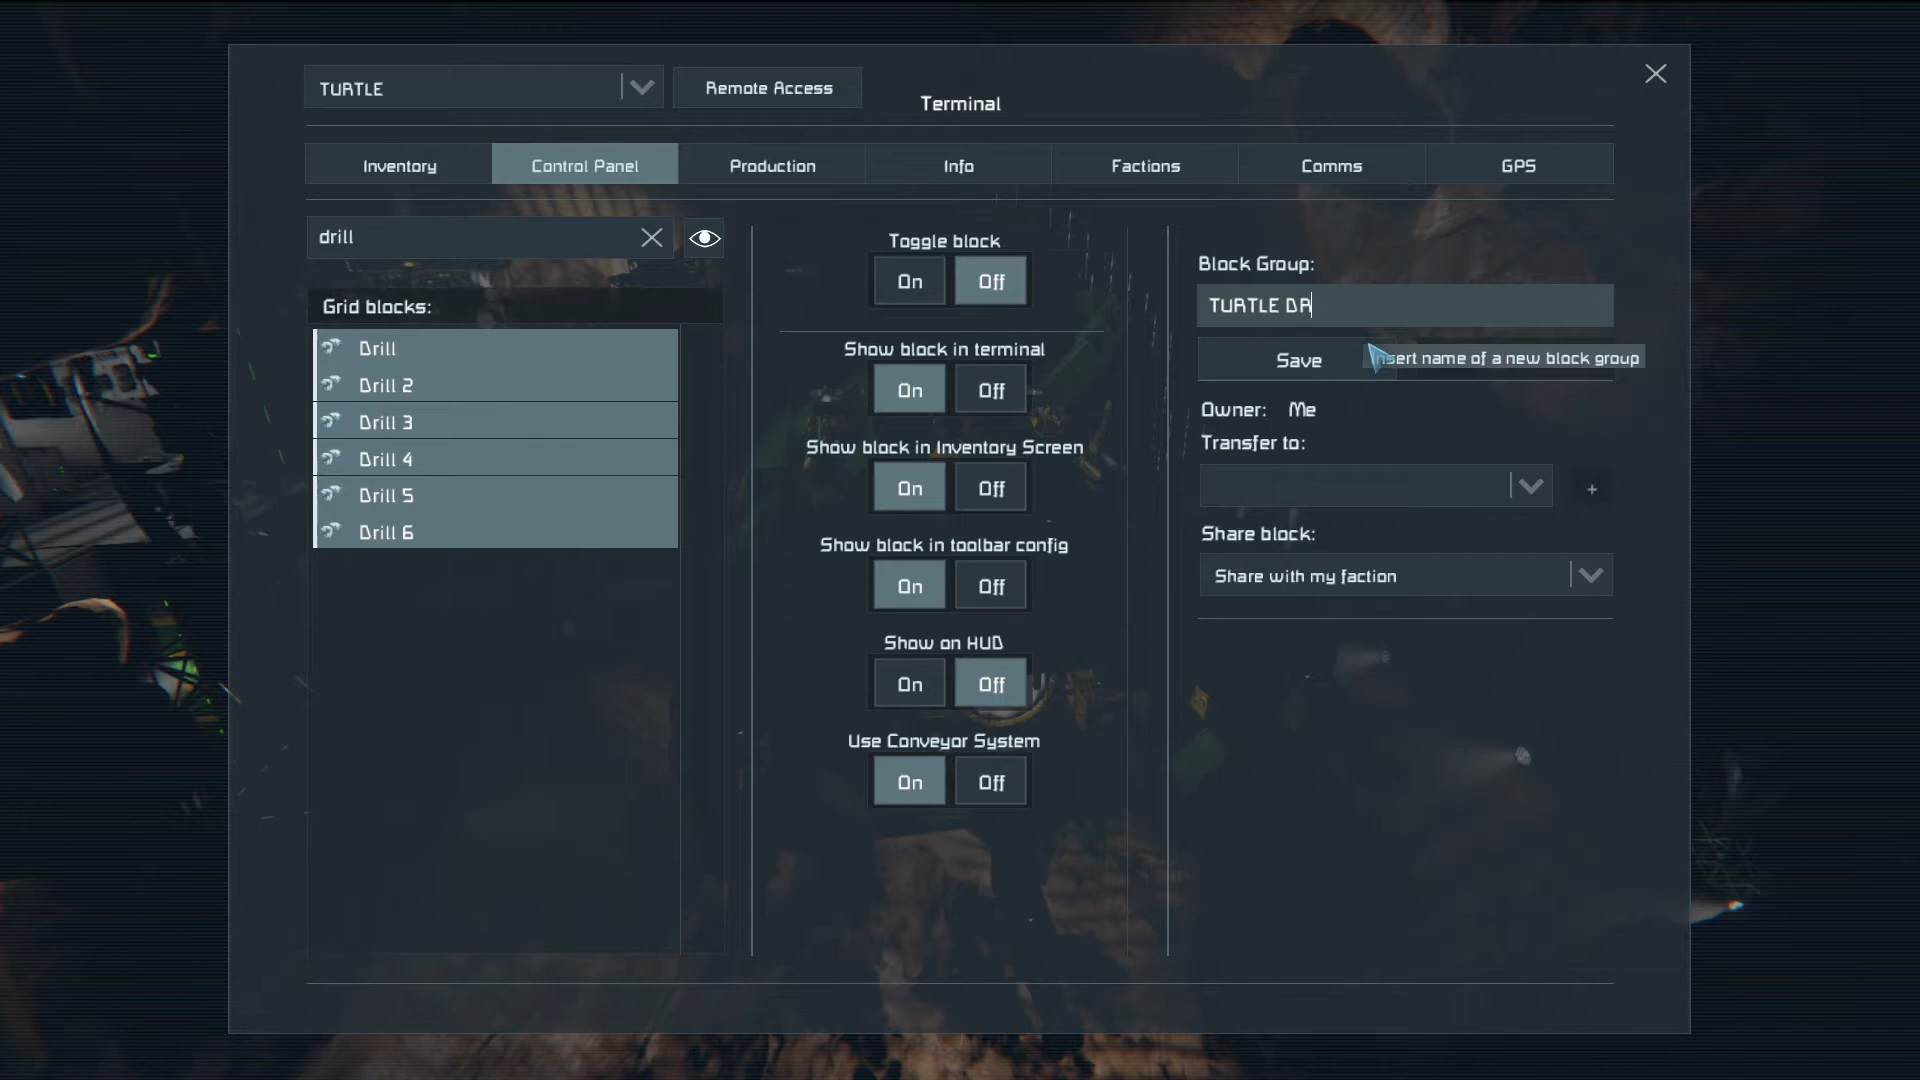 TURTLE
Remote Access
Terminal
Inventory
Control Panel
Production
Info
Factions
Comms
GPS
drill
Grid blocks:
Drill
Drill 2
Drill 3
Drill 4
Drill 5
Drill 6
Toggle block
On Off
Show block in terminal
On Off
Show block in Inventory Screen
On Off
Show block in toolbar config
On Off
Show on HUD
On Off
Use Conveyor System
On Off
Block Group:
TURTLE DR
Save
Insert name of a new block group
Owner: Me
Transfer to:
+
Share block:
Share with my faction